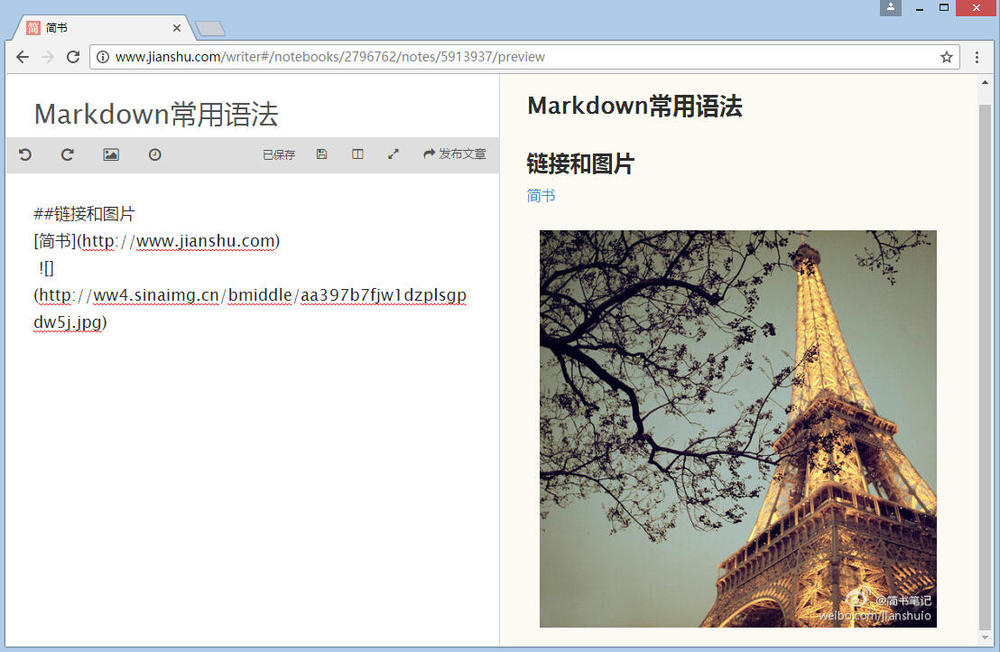 简 简书
www.jianshu.com/writer#/notebooks/2796762/notes/5913937/preview
Markdown常用语法
已保存 发布文章
##链接和图片
[简书](http://www.jianshu.com)
![]
(http://ww4.sinaimg.cn/bmiddle/aa397b7fjw1dzplsgp
dw5j.jpg)
Markdown常用语法
链接和图片
简书
@简书笔记
weibo.com/jianshuio